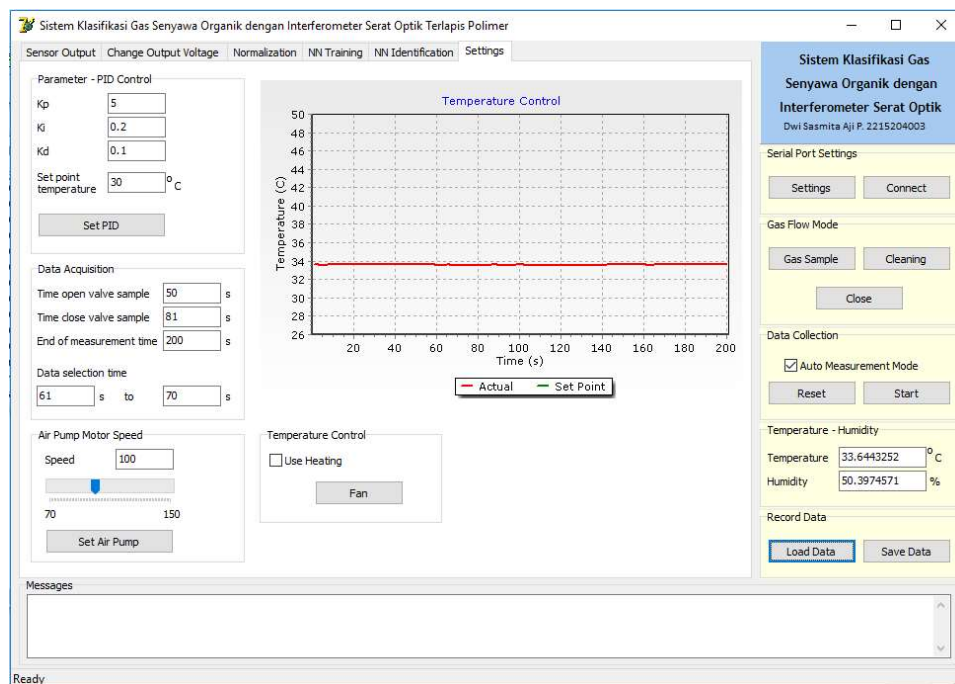 Sistem Klasifikasi Gas Senyawa Organik dengan Interferometer Serat Optik Terlapis Polimer
Sensor Output
Change Output Voltage
Normalization
NN Training
NN Identification
Settings
Parameter - PID Control
Kp 5
Ki 0.2
Kd 0.1
Set point
temperature 30 °C
Set PID
Data Acquisition
Time open valve sample 50 s
Time close valve sample 81 s
End of measurement time 200 s
Data selection time
61 s to 70 s
Air Pump Motor Speed
Speed 100
70 150
Set Air Pump
Temperature Control
Temperature (C)
50
48
46
44
42
40
38
36
34
32
30
28
26
20 40 60 80 100 120 140 160 180 200
Time (s)
Actual Set Point
Temperature Control
Use Heating
Fan
Sistem Klasifikasi Gas
Senyawa Organik dengan
Interferometer Serat Optik
Dwi Sasmita Aji P. 2215204003
Serial Port Settings
Settings Connect
Gas Flow Mode
Gas Sample Cleaning
Close
Data Collection
Auto Measurement Mode
Reset Start
Temperature - Humidity
Temperature 33.6443252 °C
Humidity 50.3974571 %
Record Data
Load Data Save Data
Messages
Ready